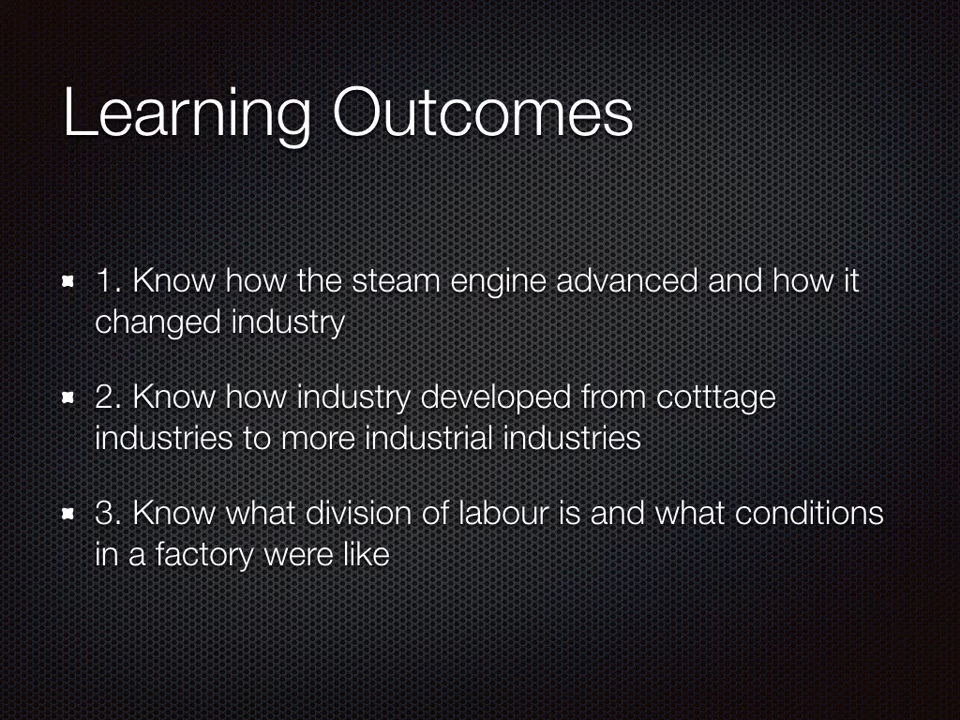 Learning Outcomes
1. Know how the steam engine advanced and how it
changed industry
2. Know how industry developed from cotttage
industries to more industrial industries
3. Know what division of labour is and what conditions
in a factory were like